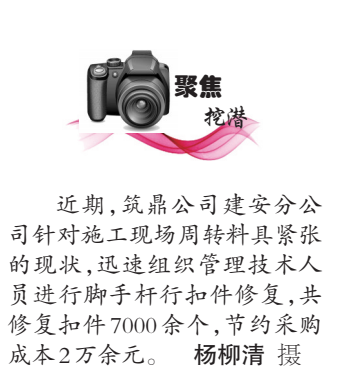 聚焦
挖潜
近期，筑鼎公司建安分公
司针对施工现场周转料具紧张
的现状，迅速组织管理技术人
员进行脚手杆行扣件修复，共
修复扣件7000余个，节约采购
成本2万余元。 杨柳清 摄